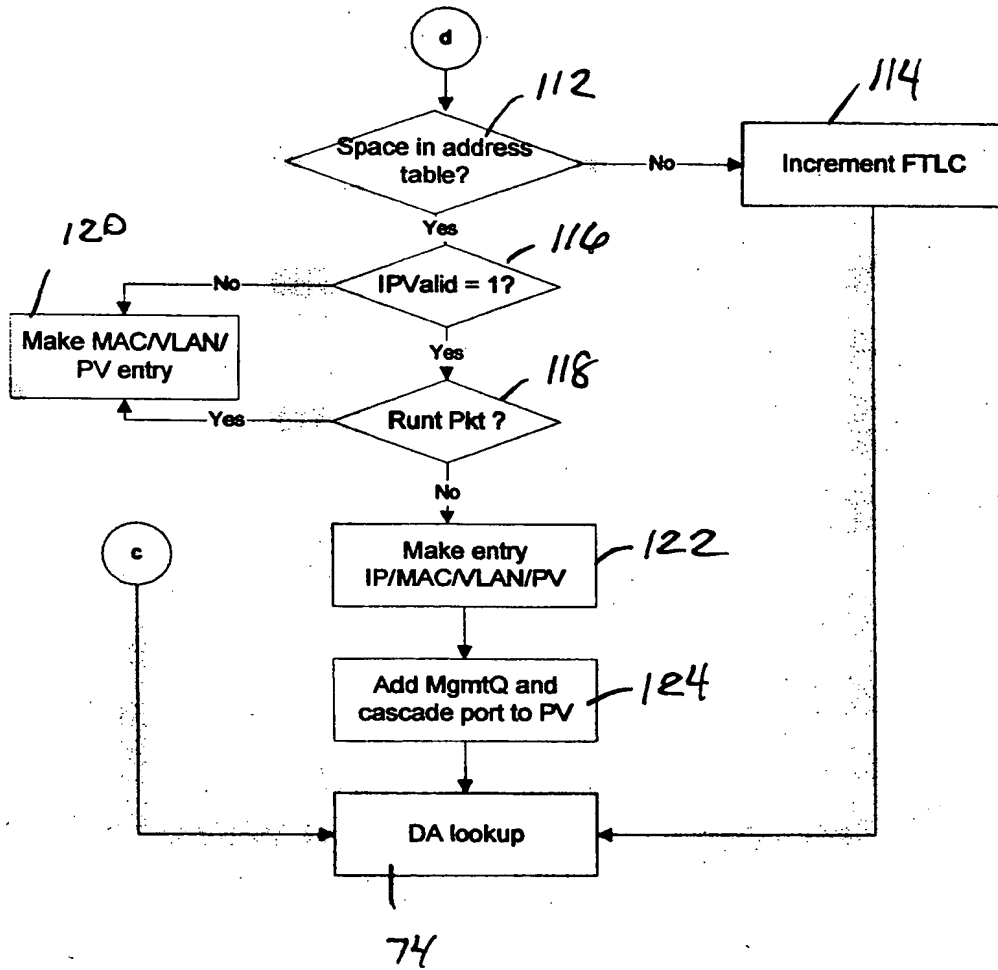 d
112
114
Space in address
table?
No
Increment FTLC
Yes
120
116
No
IPValid = 1?
Make MAC/VLAN/
PV entry
Yes
118
Yes
Runt Pkt ?
No
c
Make entry
IP/MAC/VLAN/PV
122
Add MgmtQ and
cascade port to PV
124
DA lookup
74